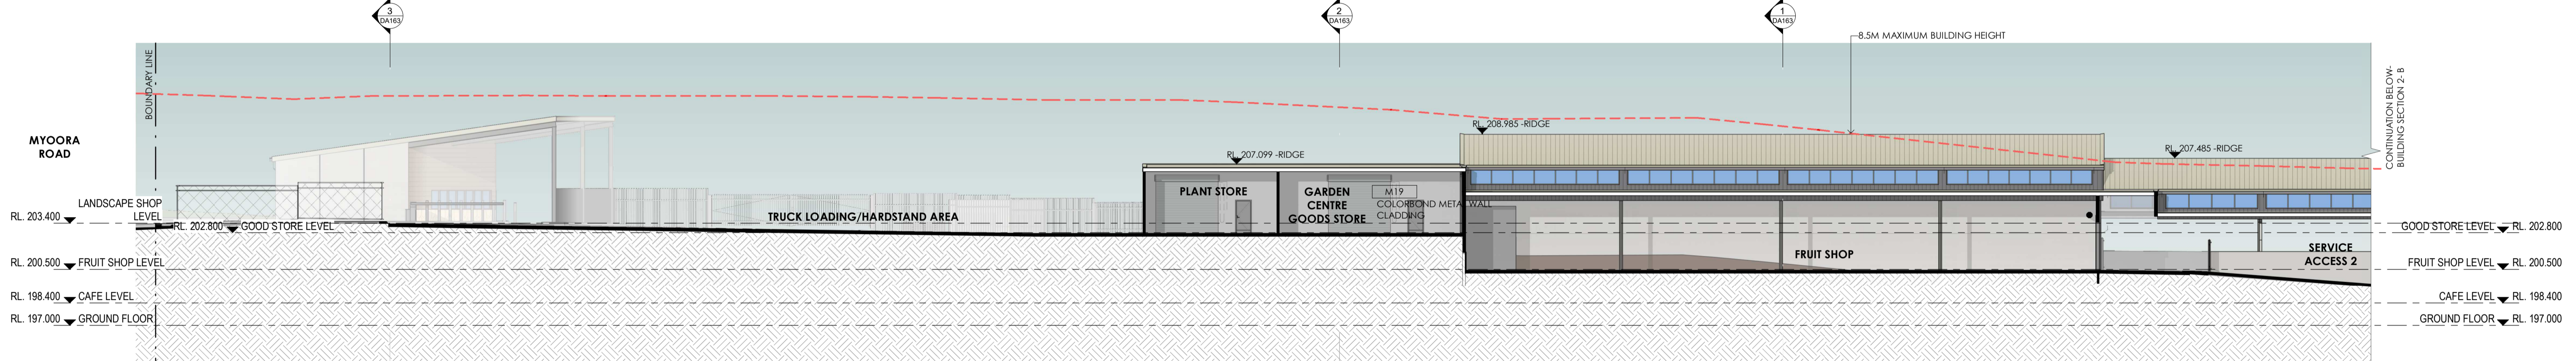 3
DA163
2
DA163
1
DA163
8.5M MAXIMUM BUILDING HEIGHT
BOUNDARY LINE
CONTINUATION BELOW-
BUILDING SECTION 2- B
MYOORA
ROAD
RL. 208.985 -RIDGE
RL. 207.099 -RIDGE
RL. 207.485 -RIDGE
PLANT STORE
GARDEN
CENTRE
GOODS STORE
M19
COLORBOND METAL WALL
CLADDING
LANDSCAPE SHOP
LEVEL
RL. 203.400
TRUCK LOADING/HARDSTAND AREA
RL. 202.800 GOOD STORE LEVEL
GOOD STORE LEVEL RL. 202.800
FRUIT SHOP
SERVICE
ACCESS 2
RL. 200.500 FRUIT SHOP LEVEL
FRUIT SHOP LEVEL RL. 200.500
RL. 198.400 CAFE LEVEL
CAFE LEVEL RL. 198.400
RL. 197.000 GROUND FLOOR
GROUND FLOOR RL. 197.000